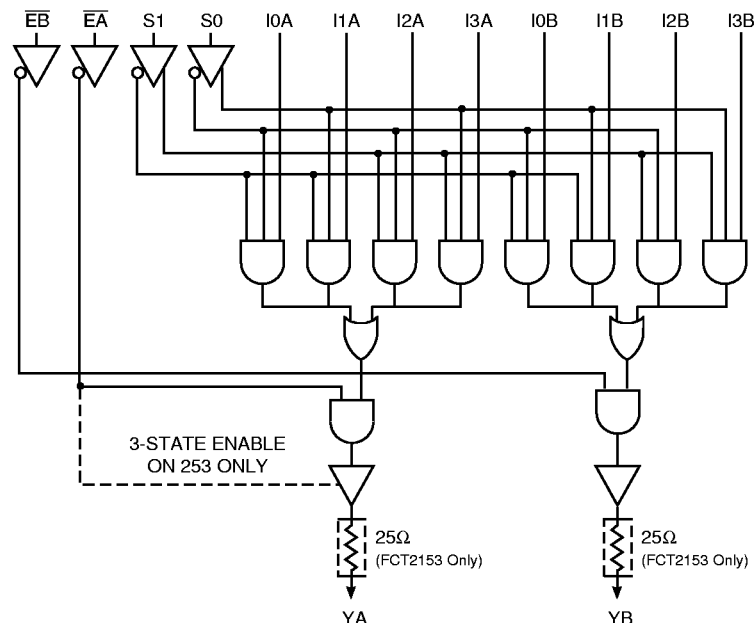 EB EA S1 S0 I0A I1A I2A I3A I0B I1B I2B I3B
3-STATE ENABLE
ON 253 ONLY
25Ω
(FCT2153 Only)
25Ω
(FCT2153 Only)
YA YB